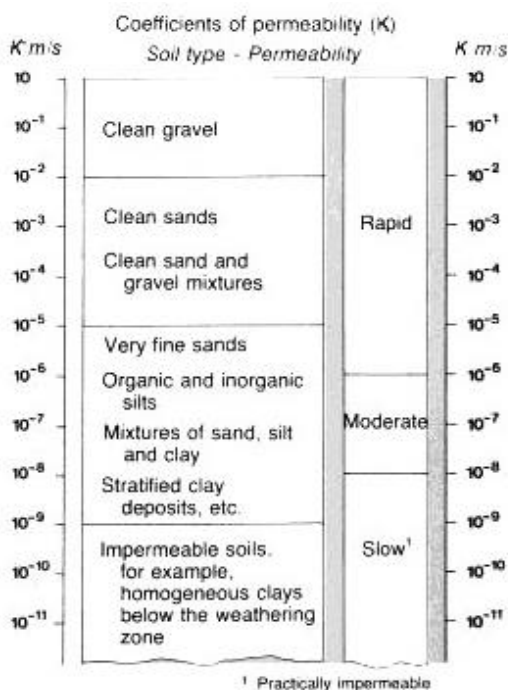 Coefficients of permeability (K)
Soil type - Permeability
K m/s
K m/s
10
10⁻¹
10⁻²
10⁻³
10⁻⁴
10⁻⁵
10⁻⁶
10⁻⁷
10⁻⁸
10⁻⁹
10⁻¹⁰
10⁻¹¹
Clean gravel
Clean sands
Clean sand and
gravel mixtures
Very fine sands
Organic and inorganic
silts
Mixtures of sand, silt
and clay
Stratified clay
deposits, etc.
Impermeable soils.
for example,
homogeneous clays
below the weathering
zone
Rapid
Moderate
Slow¹
10
10⁻¹
10⁻²
10⁻³
10⁻⁴
10⁻⁵
10⁻⁶
10⁻⁷
10⁻⁸
10⁻⁹
10⁻¹⁰
10⁻¹¹
¹ Practically impermeable